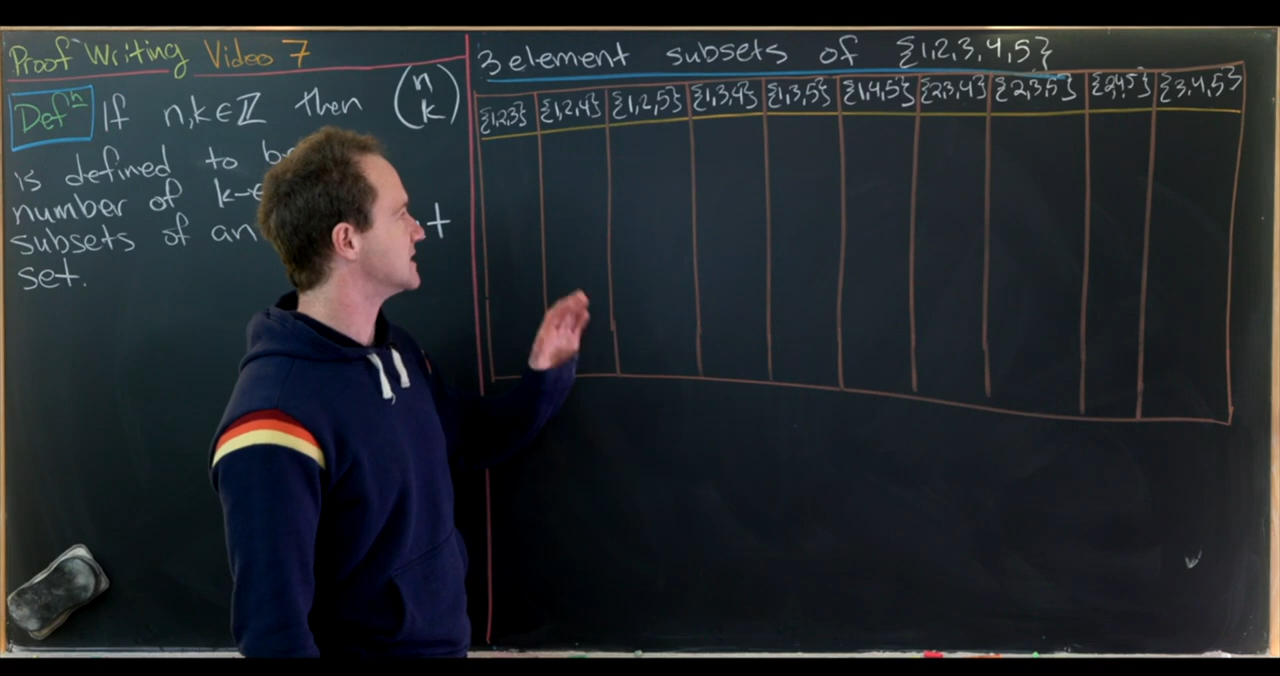 Proof Writing Video 7
Defⁿ If n,k∈ℤ then (n k)
is defined to be
number of k-e
subsets of an
set.
3 element subsets of {1,2,3,4,5}
{1,2,3} {1,2,4} {1,2,5} {1,3,4} {1,3,5} {1,4,5} {2,3,4} {2,3,5} {2,4,5} {3,4,5}